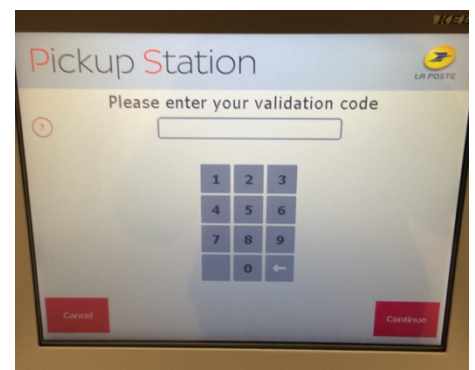 Pickup Station
LA POSTE
Please enter your validation code
?
1 2 3
4 5 6
7 8 9
0 ←
Cancel
Continue